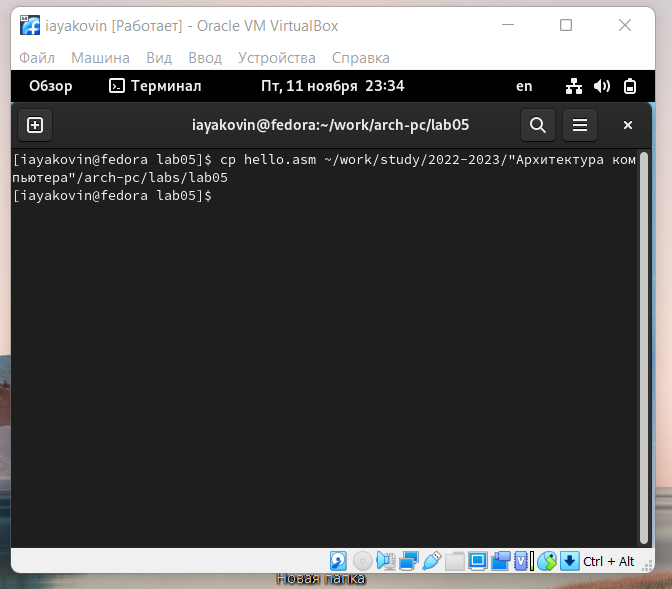 iayakovin [Работает] - Oracle VM VirtualBox
Файл Машина Вид Ввод Устройства Справка
Обзор Терминал Пт, 11 ноября 23:34 en
iayakovin@fedora:~/work/arch-pc/lab05
[iayakovin@fedora lab05]$ cp hello.asm ~/work/study/2022-2023/"Архитектура ком
пьютера"/arch-pc/labs/lab05
[iayakovin@fedora lab05]$
Ctrl + Alt
Новая папка